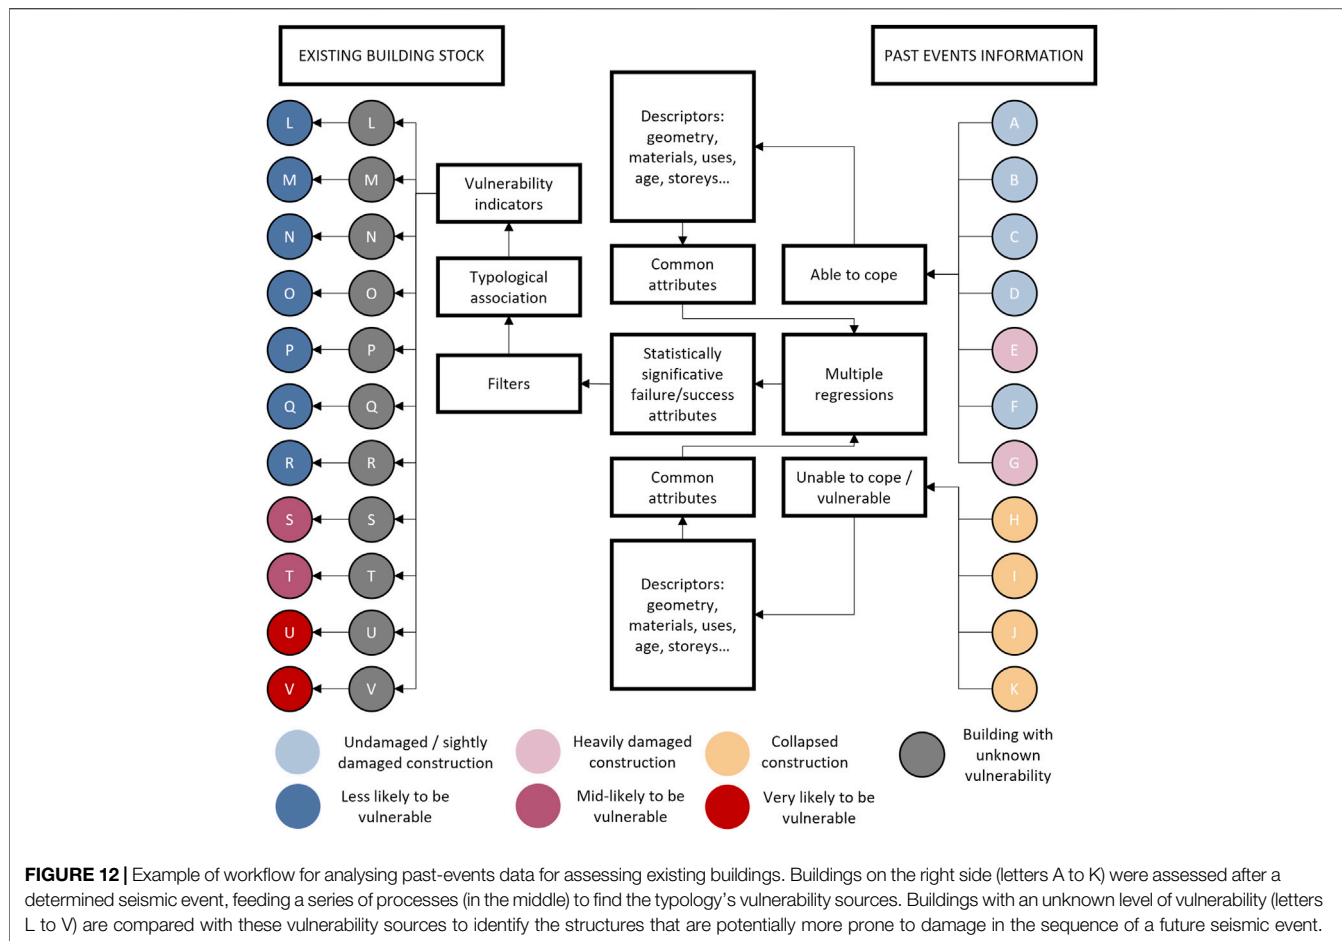 EXISTING BUILDING STOCK
PAST EVENTS INFORMATION
L
L
M
M
N
N
O
O
P
P
Q
Q
R
R
S
S
T
T
U
U
V
V
Vulnerability
indicators
Typological
association
Filters
Descriptors:
geometry,
materials, uses,
age, storeys...
Common
attributes
Statistically
significative
failure/success
attributes
Common
attributes
Descriptors:
geometry,
materials, uses,
age, storeys...
Able to cope
Multiple
regressions
Unable to cope /
vulnerable
A
B
C
D
E
F
G
H
I
J
K
Undamaged / sightly
damaged construction
Heavily damaged
construction
Collapsed
construction
Building with
unknown
vulnerability
Less likely to be
vulnerable
Mid-likely to be
vulnerable
Very likely to be
vulnerable
FIGURE 12 | Example of workflow for analysing past-events data for assessing existing buildings. Buildings on the right side (letters A to K) were assessed after a
determined seismic event, feeding a series of processes (in the middle) to find the typology's vulnerability sources. Buildings with an unknown level of vulnerability (letters
L to V) are compared with these vulnerability sources to identify the structures that are potentially more prone to damage in the sequence of a future seismic event.